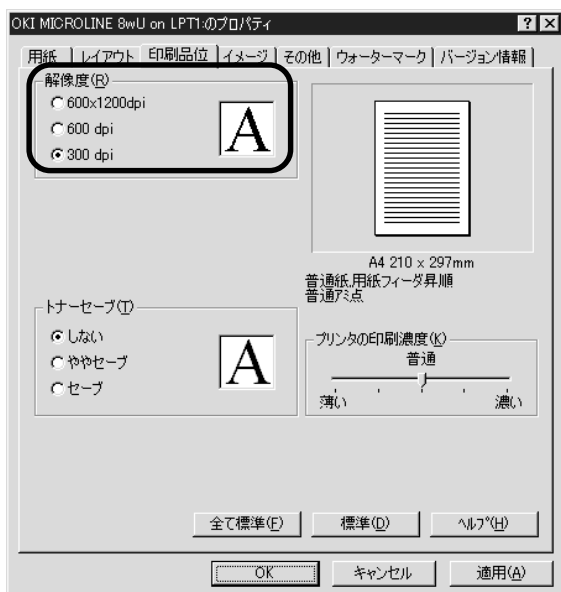 OKI MICROLINE 8wU on LPT1:のプロパティ
? ×
用紙 レイアウト 印刷品位 イメージ その他 ウォーターマーク バージョン情報
解像度(R)
600x1200dpi
600 dpi
300 dpi
A
A4 210 x 297mm
普通紙,用紙フィーダ昇順
普通アミ点
トナーセーブ(T)
しない
ややセーブ
セーブ
A
プリンタの印刷濃度(K)
普通
薄い 濃い
全て標準(F) 標準(D) ヘルプ(H)
OK キャンセル 適用(A)